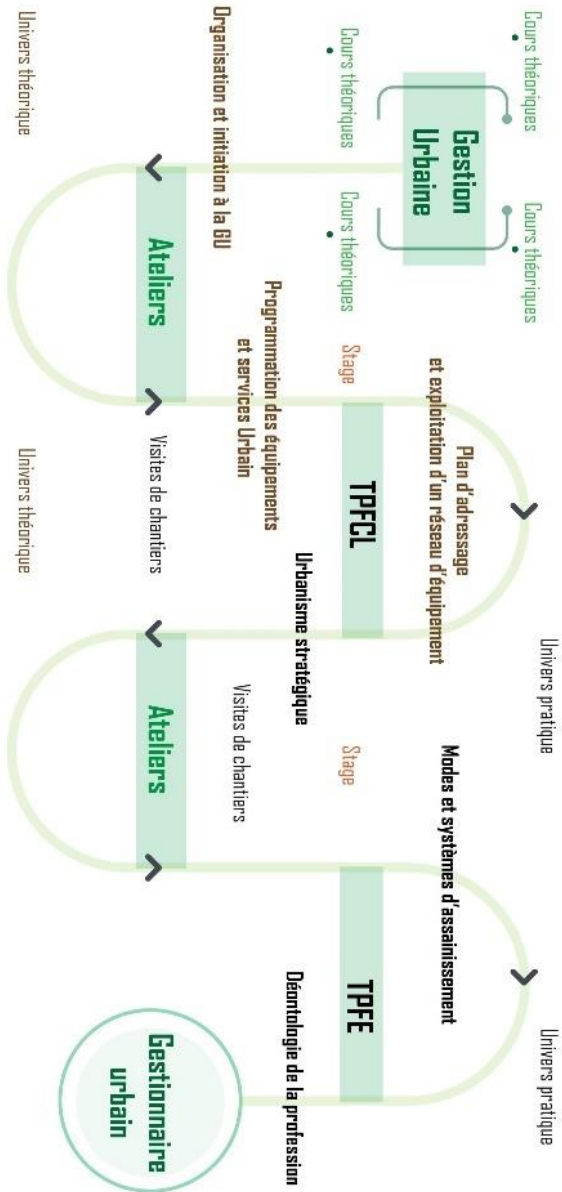 Cours théoriques
Cours théoriques
Gestion
Urbaine
Cours théoriques
Cours théoriques
Organisation et initiation à la GU
Univers théorique
Ateliers
Stage
Plan d'adressage
et exploitation d'un réseau d'équipement
Programmation des équipements
et services Urbain
TPFCL
Visites de chantiers
Univers théorique
Univers pratique
Urbanisme stratégique
Ateliers
Visites de chantiers
Stage
Modes et systèmes d'assainissement
TPFE
Univers pratique
Déontologie de la profession
Gestionnaire
urbain